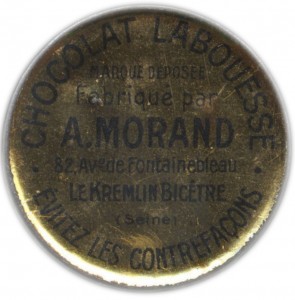 CHOCOLAT LABOUESSE
MARQUE DÉPOSÉE
Fabriqué par
A. MORAND
82, Av. de Fontainebleau
LE KREMLIN BICÊTRE
(Seine)
ÉVITEZ LES CONTREFAÇONS